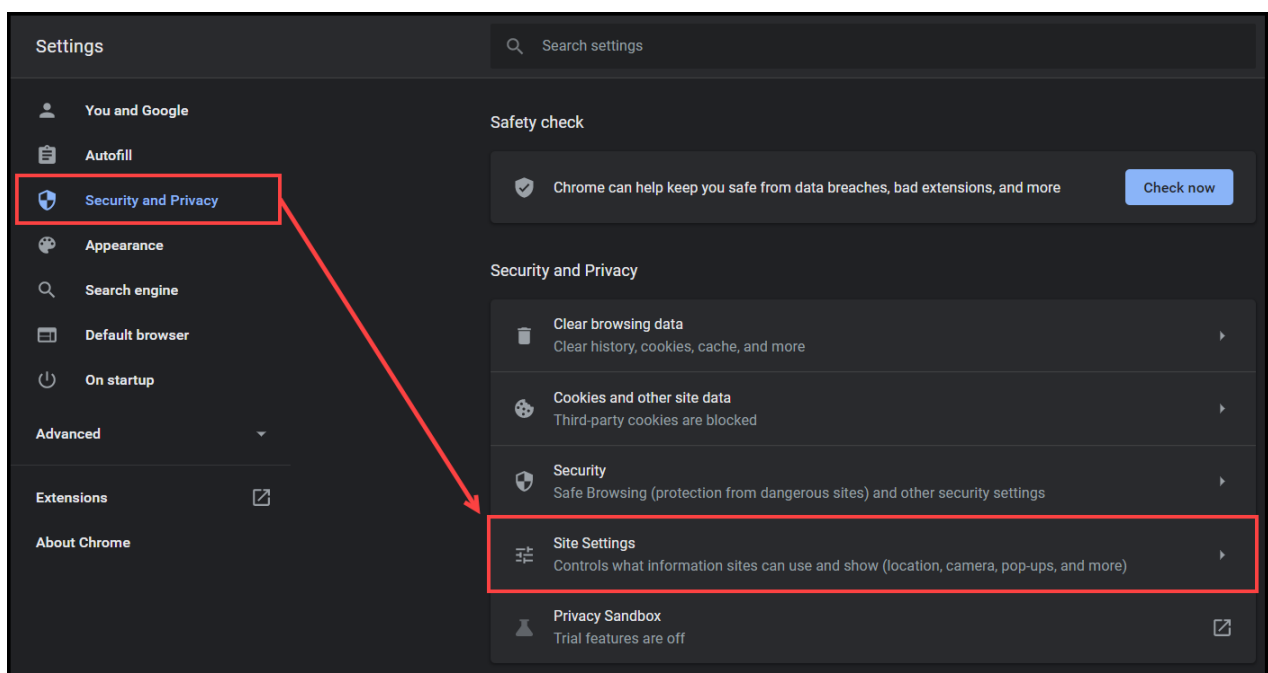 Settings
Search settings
You and Google
Autofill
Security and Privacy
Appearance
Search engine
Default browser
On startup
Advanced
Extensions
About Chrome
Safety check
Chrome can help keep you safe from data breaches, bad extensions, and more
Check now
Security and Privacy
Clear browsing data
Clear history, cookies, cache, and more
Cookies and other site data
Third-party cookies are blocked
Security
Safe Browsing (protection from dangerous sites) and other security settings
Site Settings
Controls what information sites can use and show (location, camera, pop-ups, and more)
Privacy Sandbox
Trial features are off